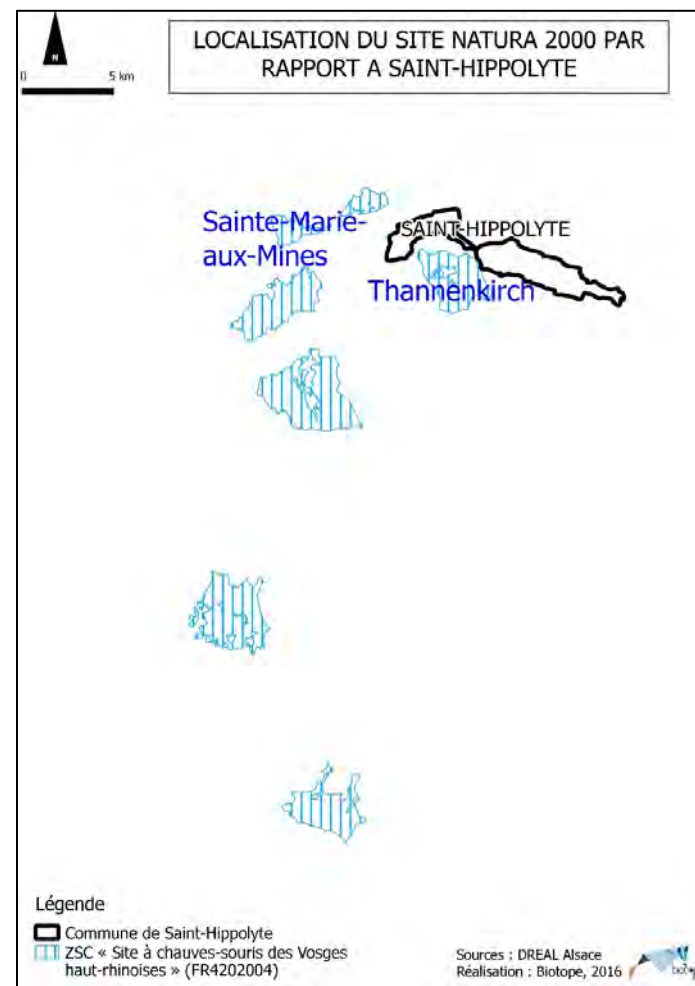 LOCALISATION DU SITE NATURA 2000 PAR
RAPPORT A SAINT-HIPPOLYTE
N
0 5 km
Sainte-Marie-
aux-Mines
SAINT-HIPPOLYTE
Thannenkirch
Légende
Commune de Saint-Hippolyte
ZSC « Site à chauves-souris des Vosges
haut-rhinoises » (FR4202004)
Sources : DREAL Alsace
Réalisation : Biotope, 2016